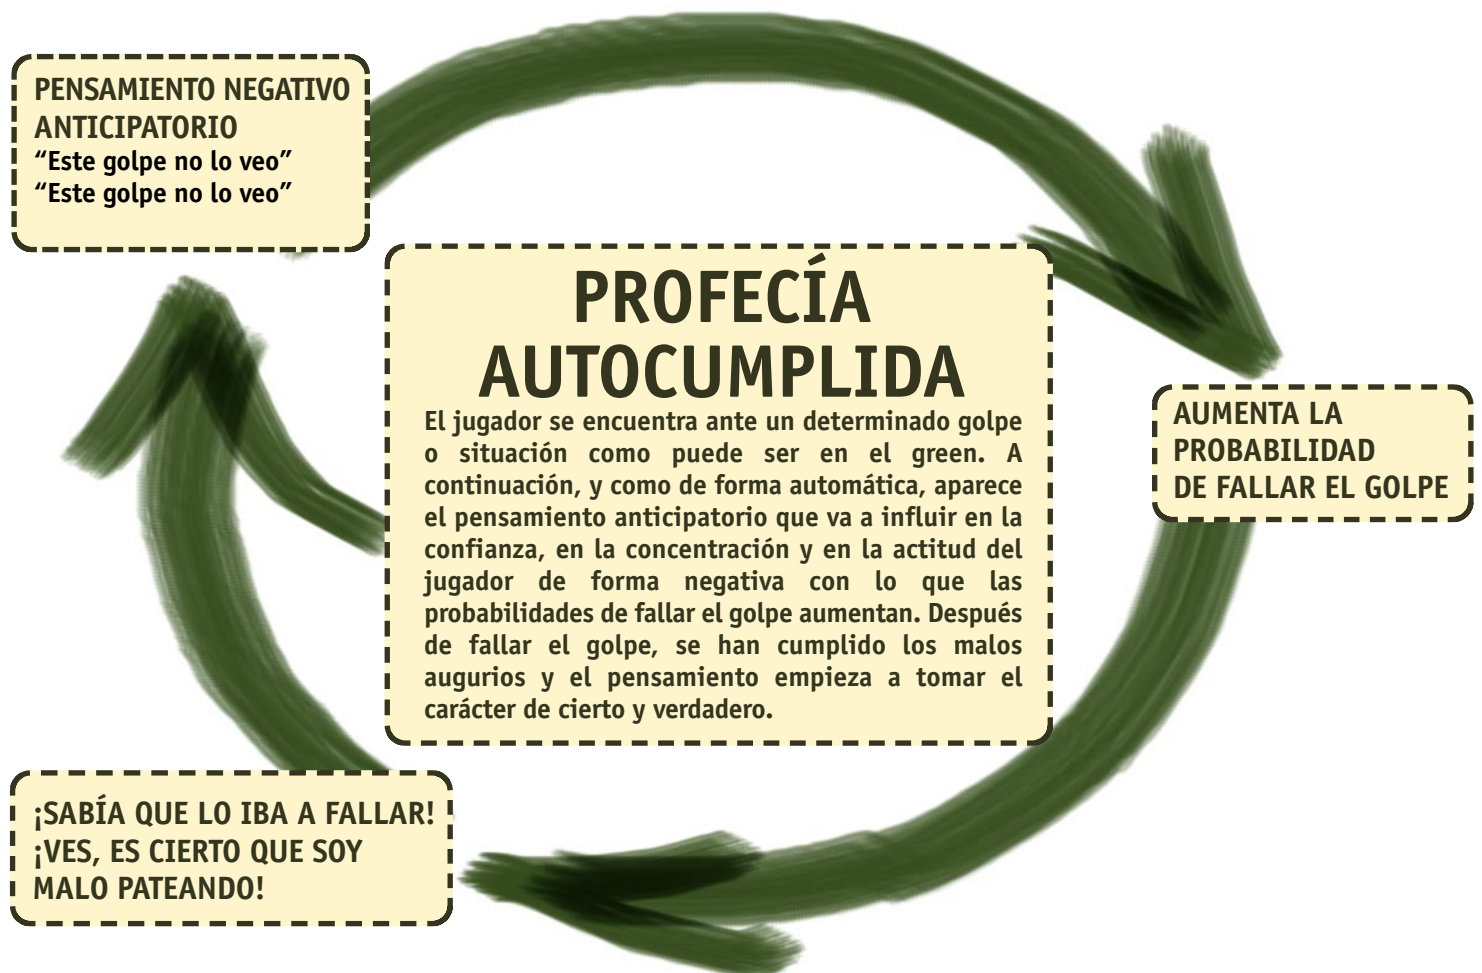 PENSAMIENTO NEGATIVO
ANTICIPATORIO
“Este golpe no lo veo”
“Este golpe no lo veo”
PROFECÍA
AUTOCUMPLIDA
El jugador se encuentra ante un determinado golpe
o situación como puede ser en el green. A
continuación, y como de forma automática, aparece
el pensamiento anticipatorio que va a influir en la
confianza, en la concentración y en la actitud del
jugador de forma negativa con lo que las
probabilidades de fallar el golpe aumentan. Después
de fallar el golpe, se han cumplido los malos
augurios y el pensamiento empieza a tomar el
carácter de cierto y verdadero.
AUMENTA LA
PROBABILIDAD
DE FALLAR EL GOLPE
¡SABÍA QUE LO IBA A FALLAR!
¡VES, ES CIERTO QUE SOY
MALO PATEANDO!